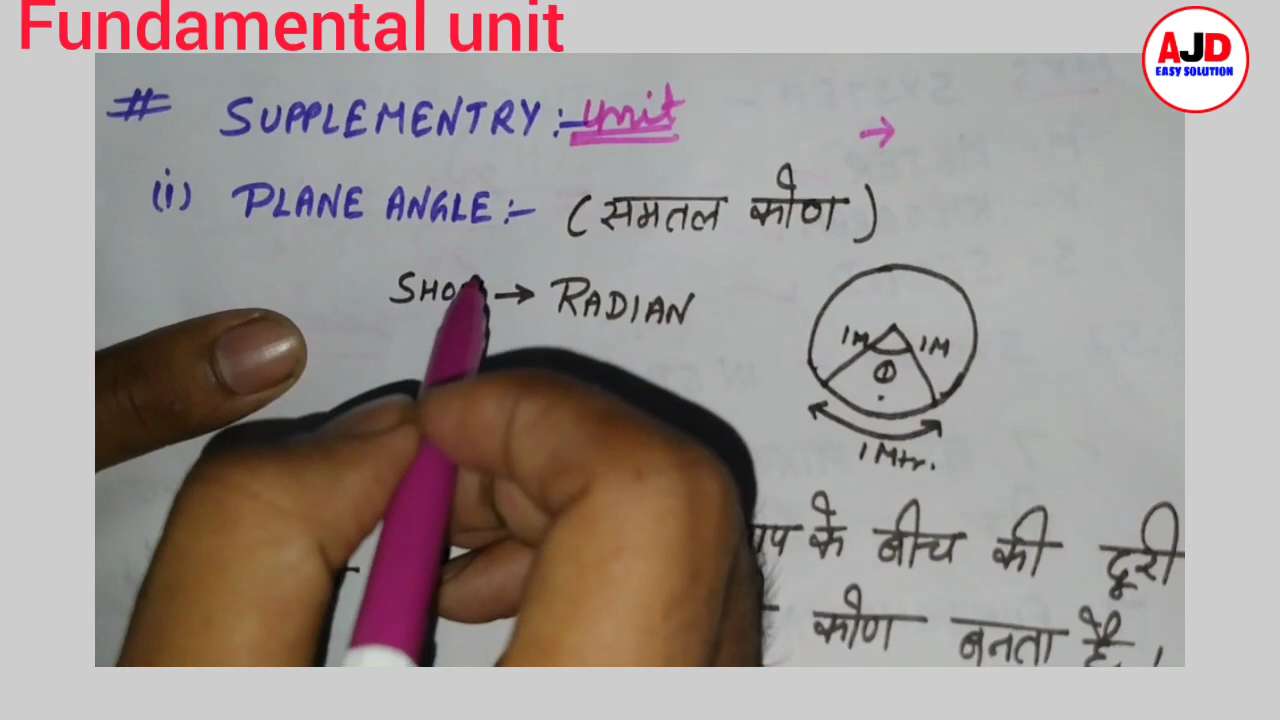 Fundamental unit
AJD
EASY SOLUTION
# SUPPLEMENTRY :- unit →
(i) PLANE ANGLE :- (समतल कोण)
→ RADIAN
1M 1M
1 Mtr.
के बीच की दूरी
कोण बनता है।